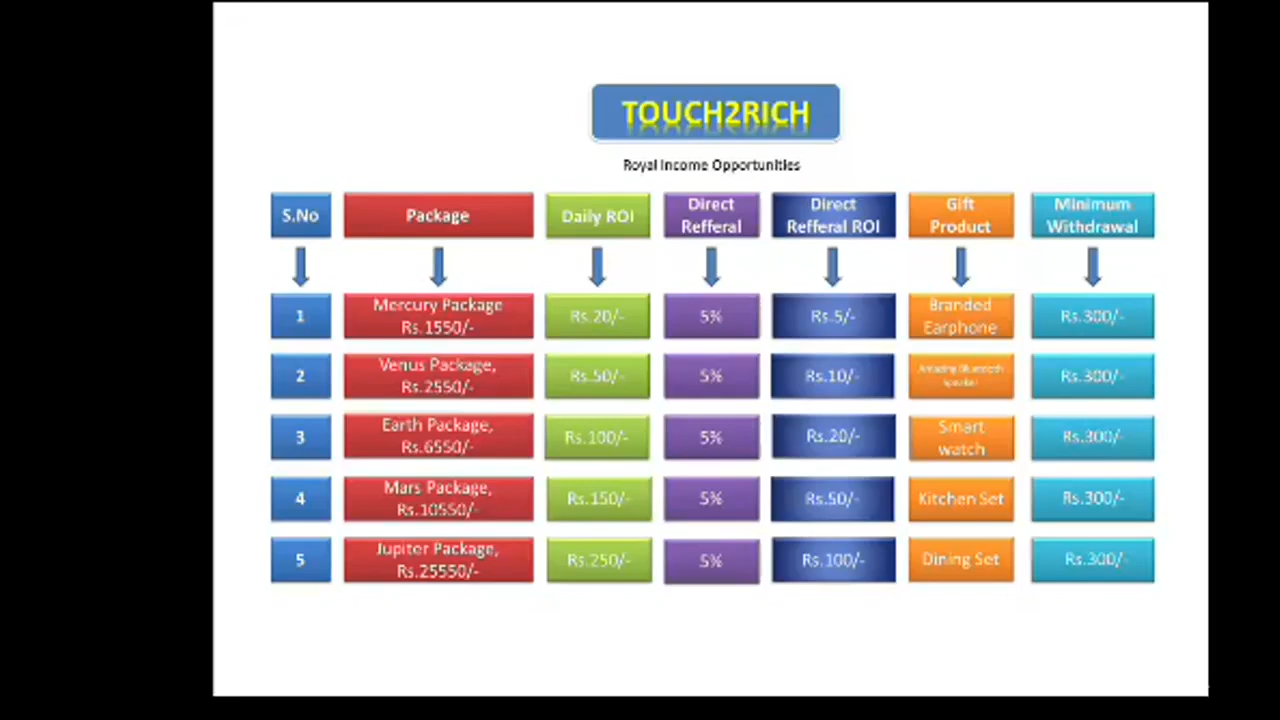 TOUCH2RICH
Royal Income Opportunities
S.No Package Daily ROI Direct Refferal Direct Refferal ROI Gift Product Minimum Withdrawal
1 Mercury Package Rs.1550/- Rs.20/- 5% Rs.5/- Branded Earphone Rs.300/-
2 Venus Package, Rs.2550/- Rs.50/- 5% Rs.10/- Amazing Bluetooth Speaker Rs.300/-
3 Earth Package, Rs.6550/- Rs.100/- 5% Rs.20/- Smart watch Rs.300/-
4 Mars Package, Rs.10550/- Rs.150/- 5% Rs.50/- Kitchen Set Rs.300/-
5 Jupiter Package, Rs.25550/- Rs.250/- 5% Rs.100/- Dining Set Rs.300/-